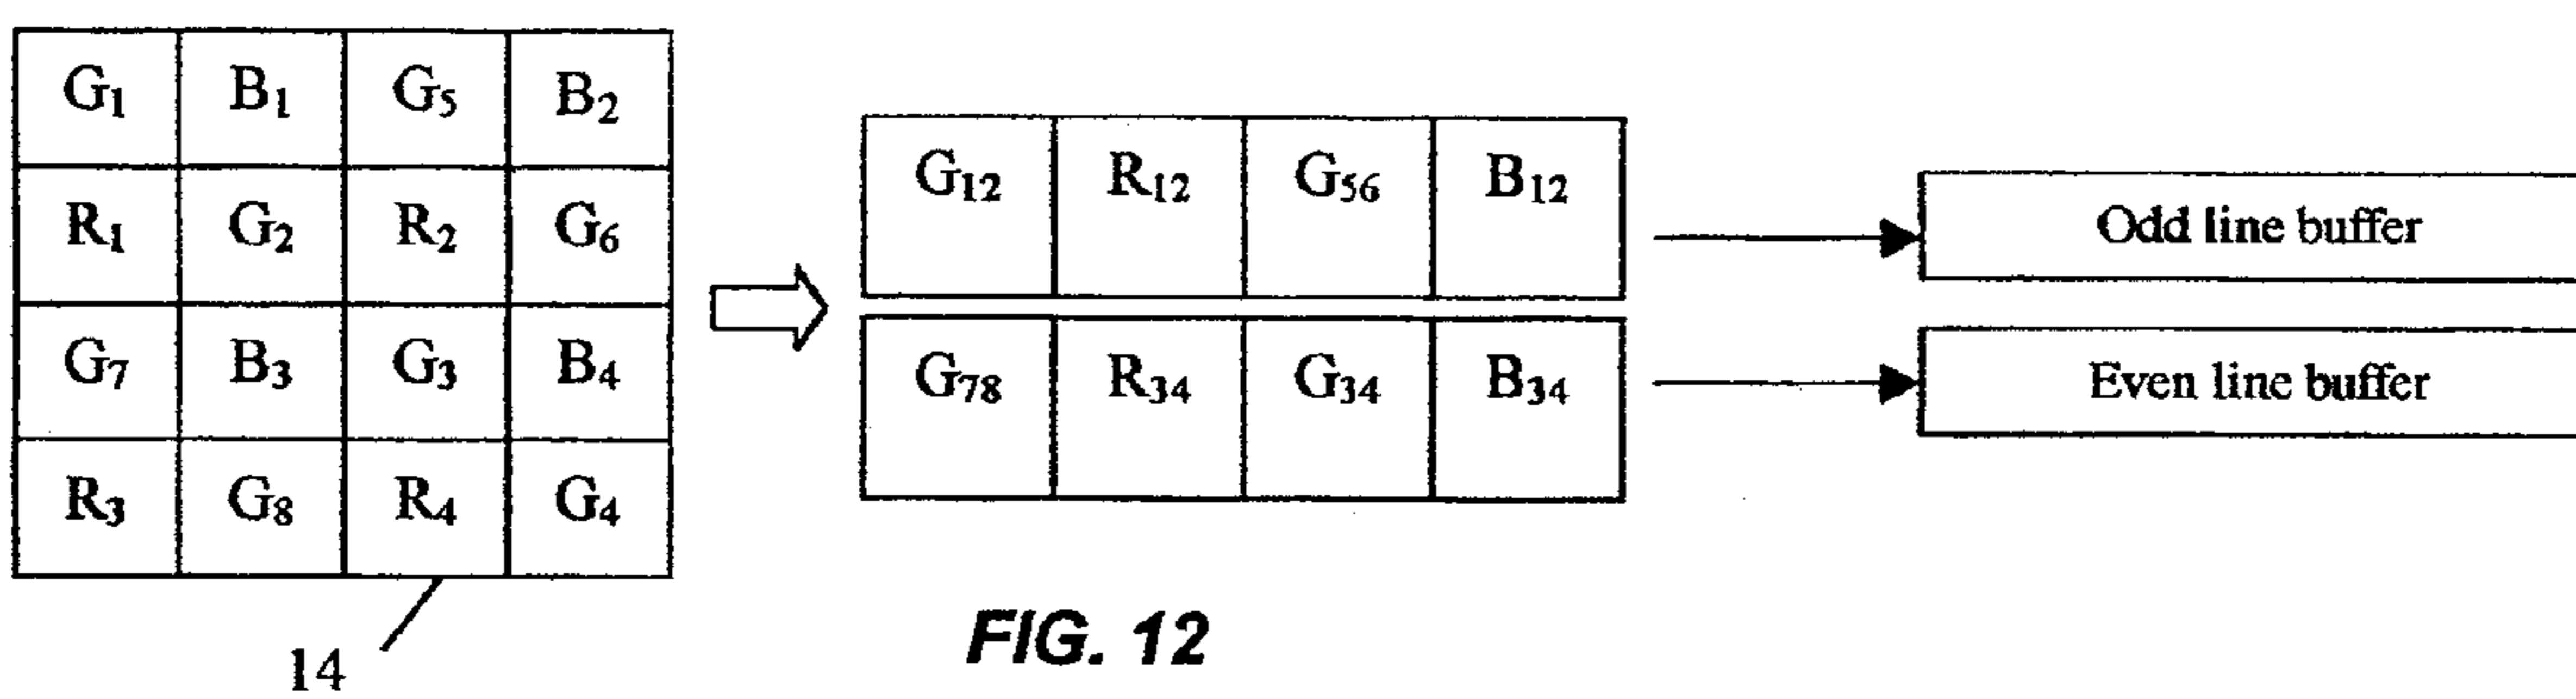 G₁ B₁ G₅ B₂
R₁ G₂ R₂ G₆
G₇ B₃ G₃ B₄
R₃ G₈ R₄ G₄
14
G₁₂ R₁₂ G₅₆ B₁₂
G₇₈ R₃₄ G₃₄ B₃₄
Odd line buffer
Even line buffer
FIG. 12